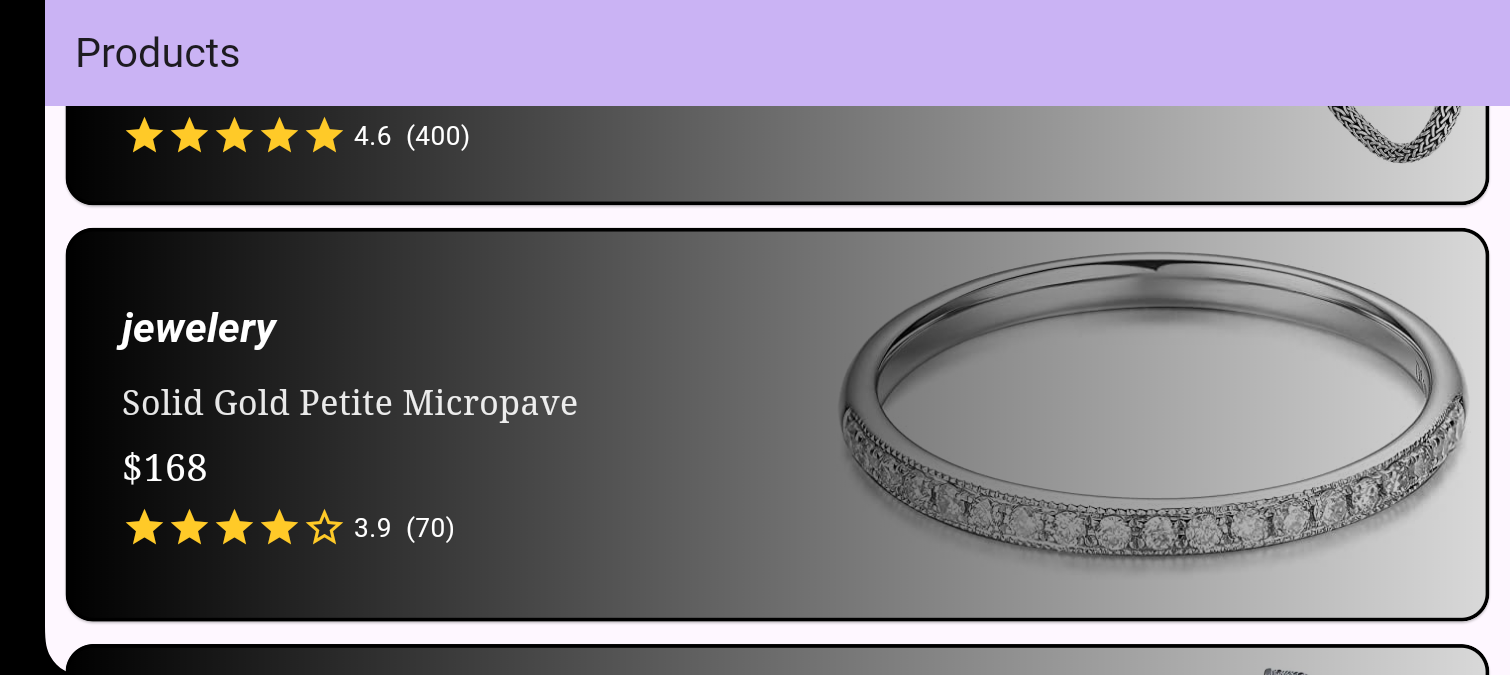 Products
4.6 (400)
jewelery
Solid Gold Petite Micropave
$168
3.9 (70)